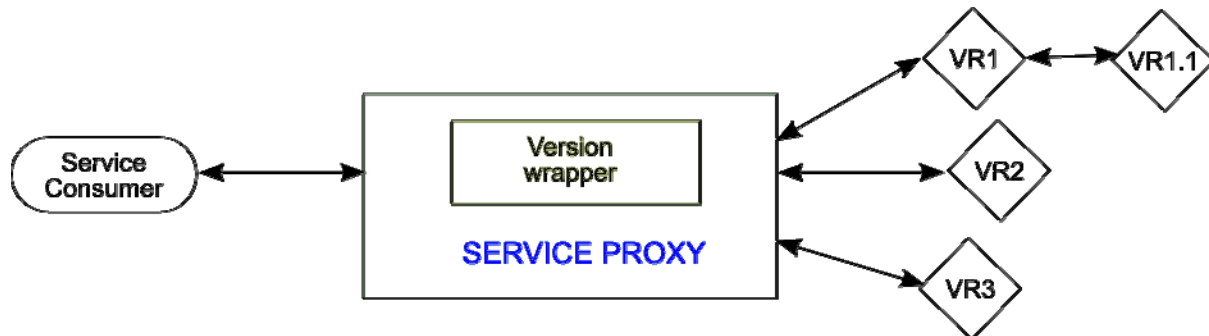 VR1
VR1.1
Service
Consumer
Version
wrapper
VR2
SERVICE PROXY
VR3